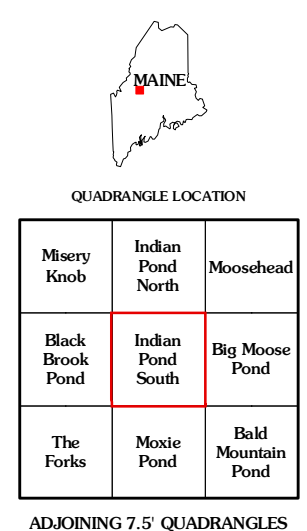 MAINE
QUADRANGLE LOCATION
Misery
Knob
Indian
Pond
North
Moosehead
Black
Brook
Pond
Indian
Pond
South
Big Moose
Pond
The
Forks
Moxie
Pond
Bald
Mountain
Pond
ADJOINING 7.5' QUADRANGLES